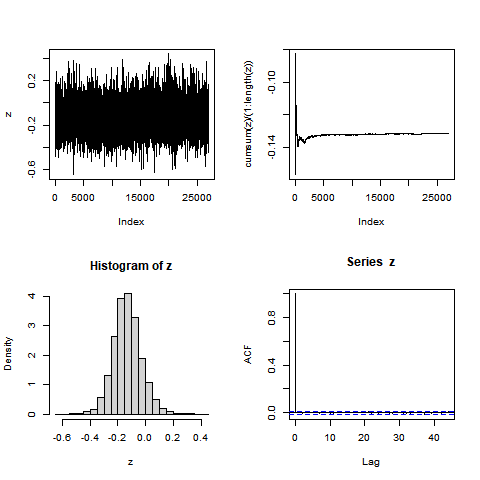 z
0.2
-0.2
-0.6
0 5000 15000 25000
Index
cumsum(z)/(1:length(z))
-0.10
-0.14
0 5000 15000 25000
Index
Histogram of z
Density
4
3
2
1
0
-0.6 -0.4 -0.2 0.0 0.2 0.4
z
Series z
ACF
0.8
0.4
0.0
0 10 20 30 40
Lag